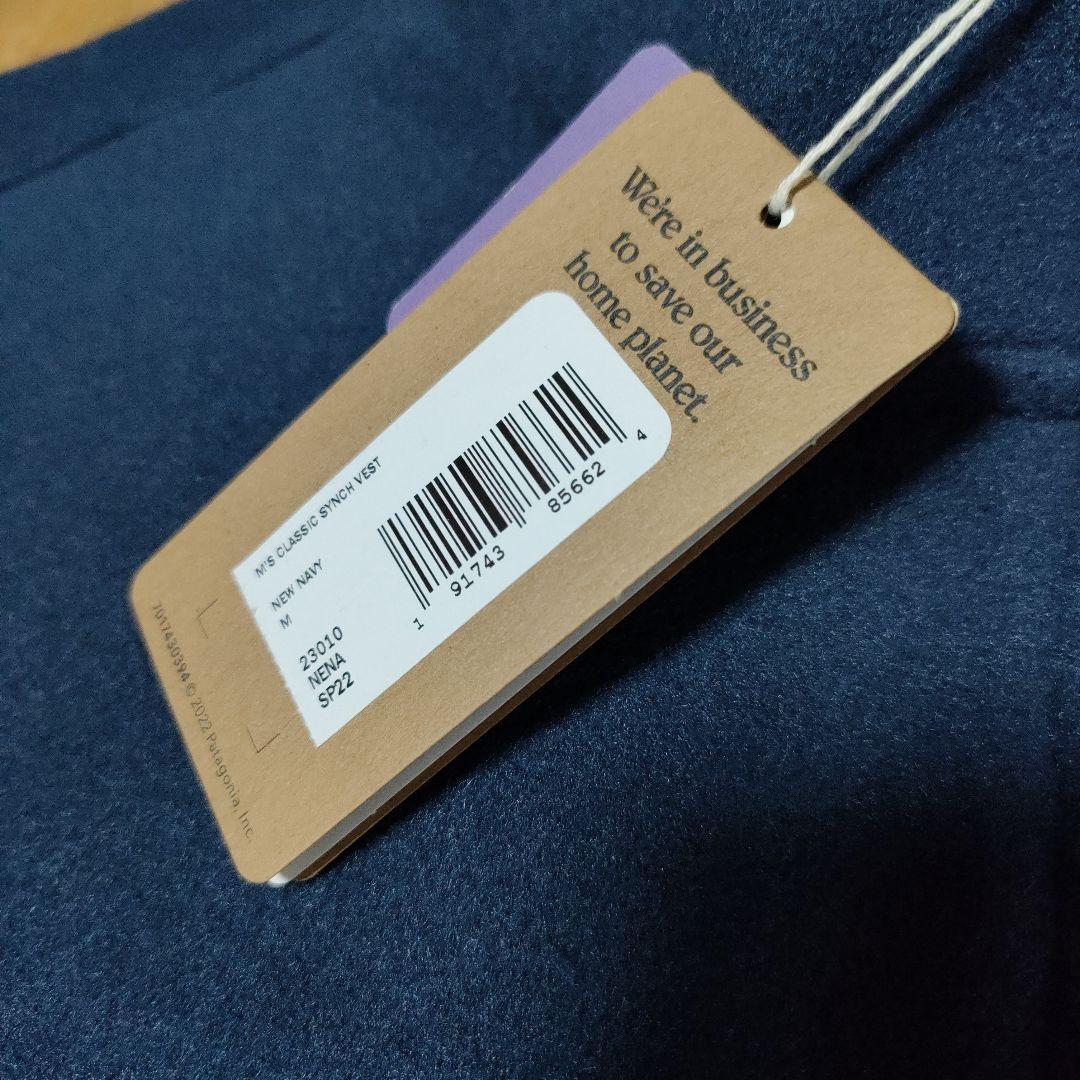 We're in business
to save our
home planet.
M'S CLASSIC SYNCH VEST
NEW NAVY
M
23010
NENA
SP22
1 91743 85662 4
7017430394 © 2022 Patagonia, Inc.